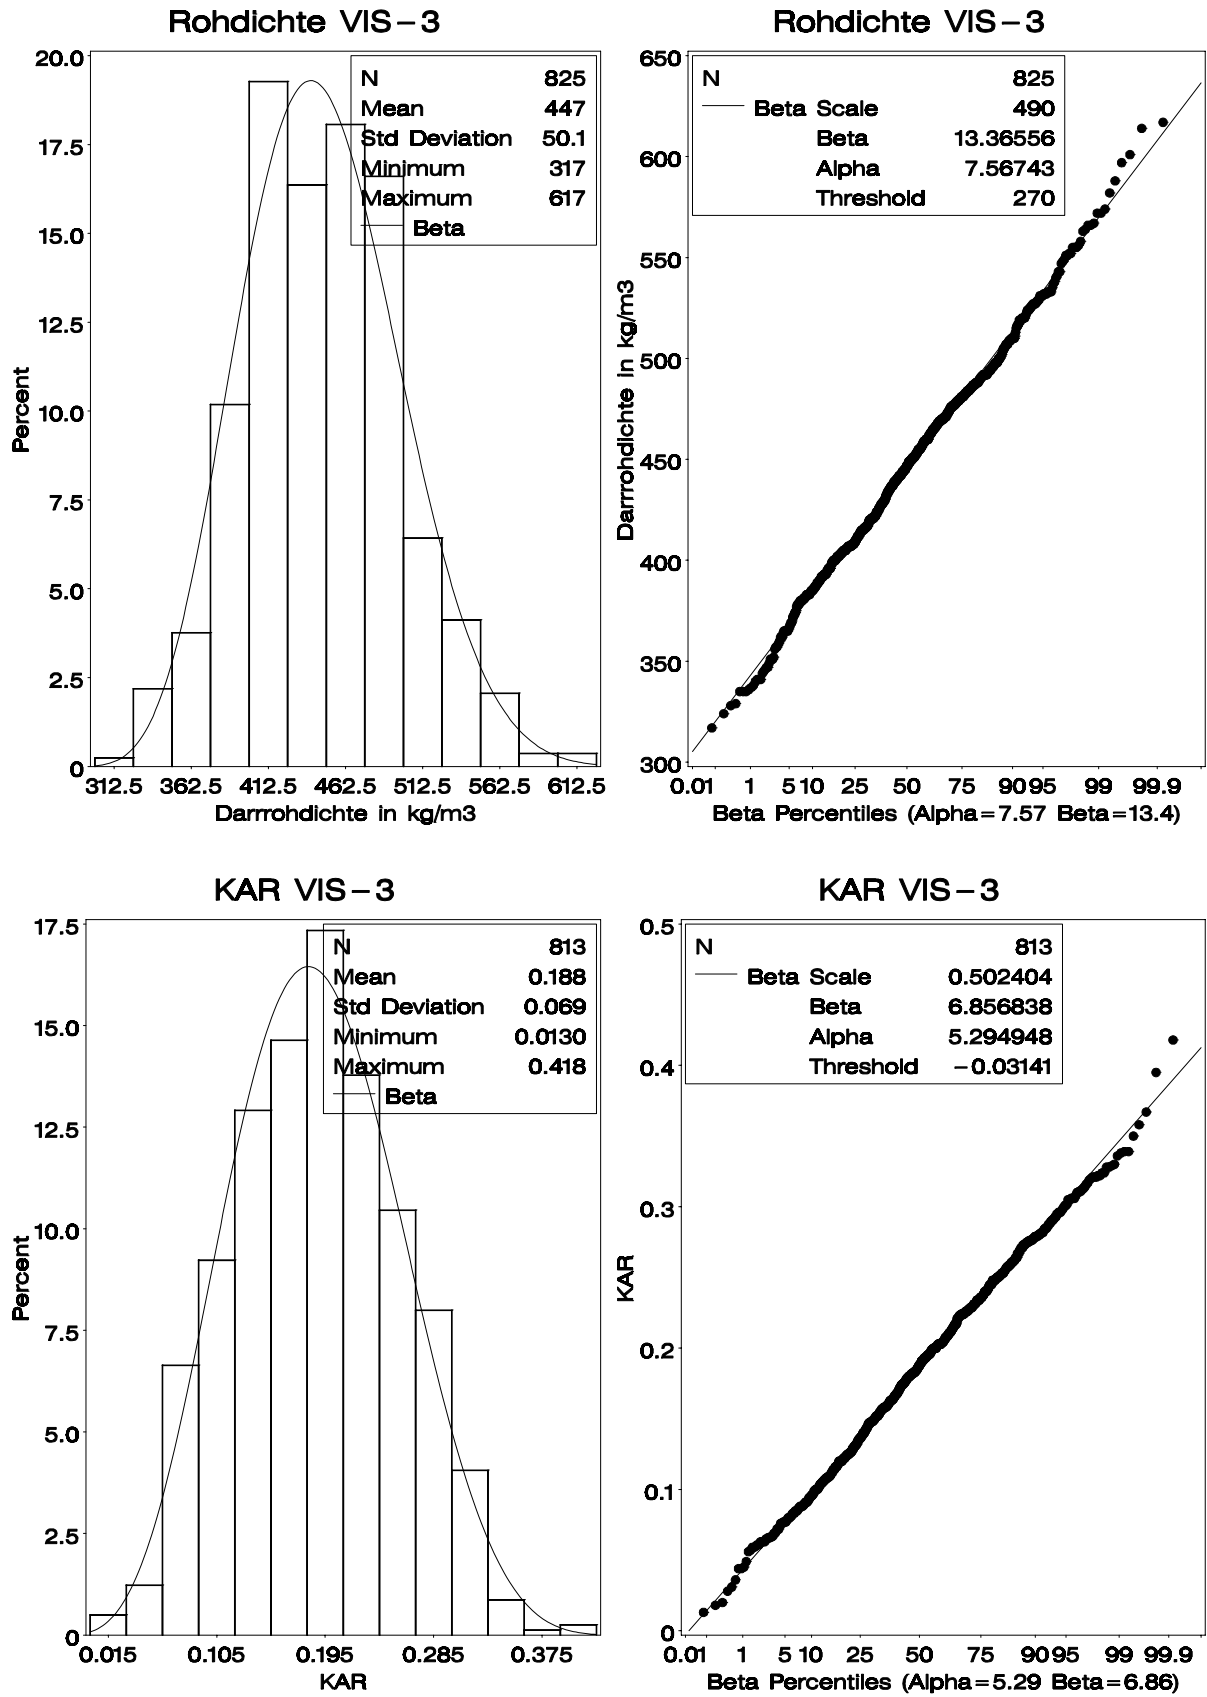 Rohdichte VIS-3
20.0
17.5
15.0
12.5
10.0
7.5
5.0
2.5
0
Percent
N 825
Mean 447
Std Deviation 50.1
Minimum 317
Maximum 617
Beta
312.5 362.5 412.5 462.5 512.5 562.5 612.5
Darrrohdichte in kg/m3
Rohdichte VIS-3
650
600
550
500
450
400
350
300
Darrrohdichte in kg/m3
N 825
Beta Scale 490
Beta 13.36556
Alpha 7.56743
Threshold 270
0.01 1 5 10 25 50 75 90 95 99 99.9
Beta Percentiles (Alpha=7.57 Beta=13.4)
KAR VIS-3
17.5
15.0
12.5
10.0
7.5
5.0
2.5
0
Percent
N 813
Mean 0.188
Std Deviation 0.069
Minimum 0.0130
Maximum 0.418
Beta
0.015 0.105 0.195 0.285 0.375
KAR
KAR VIS-3
0.5
0.4
0.3
0.2
0.1
0
KAR
N 813
Beta Scale 0.502404
Beta 6.856838
Alpha 5.294948
Threshold -0.03141
0.01 1 5 10 25 50 75 90 95 99 99.9
Beta Percentiles (Alpha=5.29 Beta=6.86)